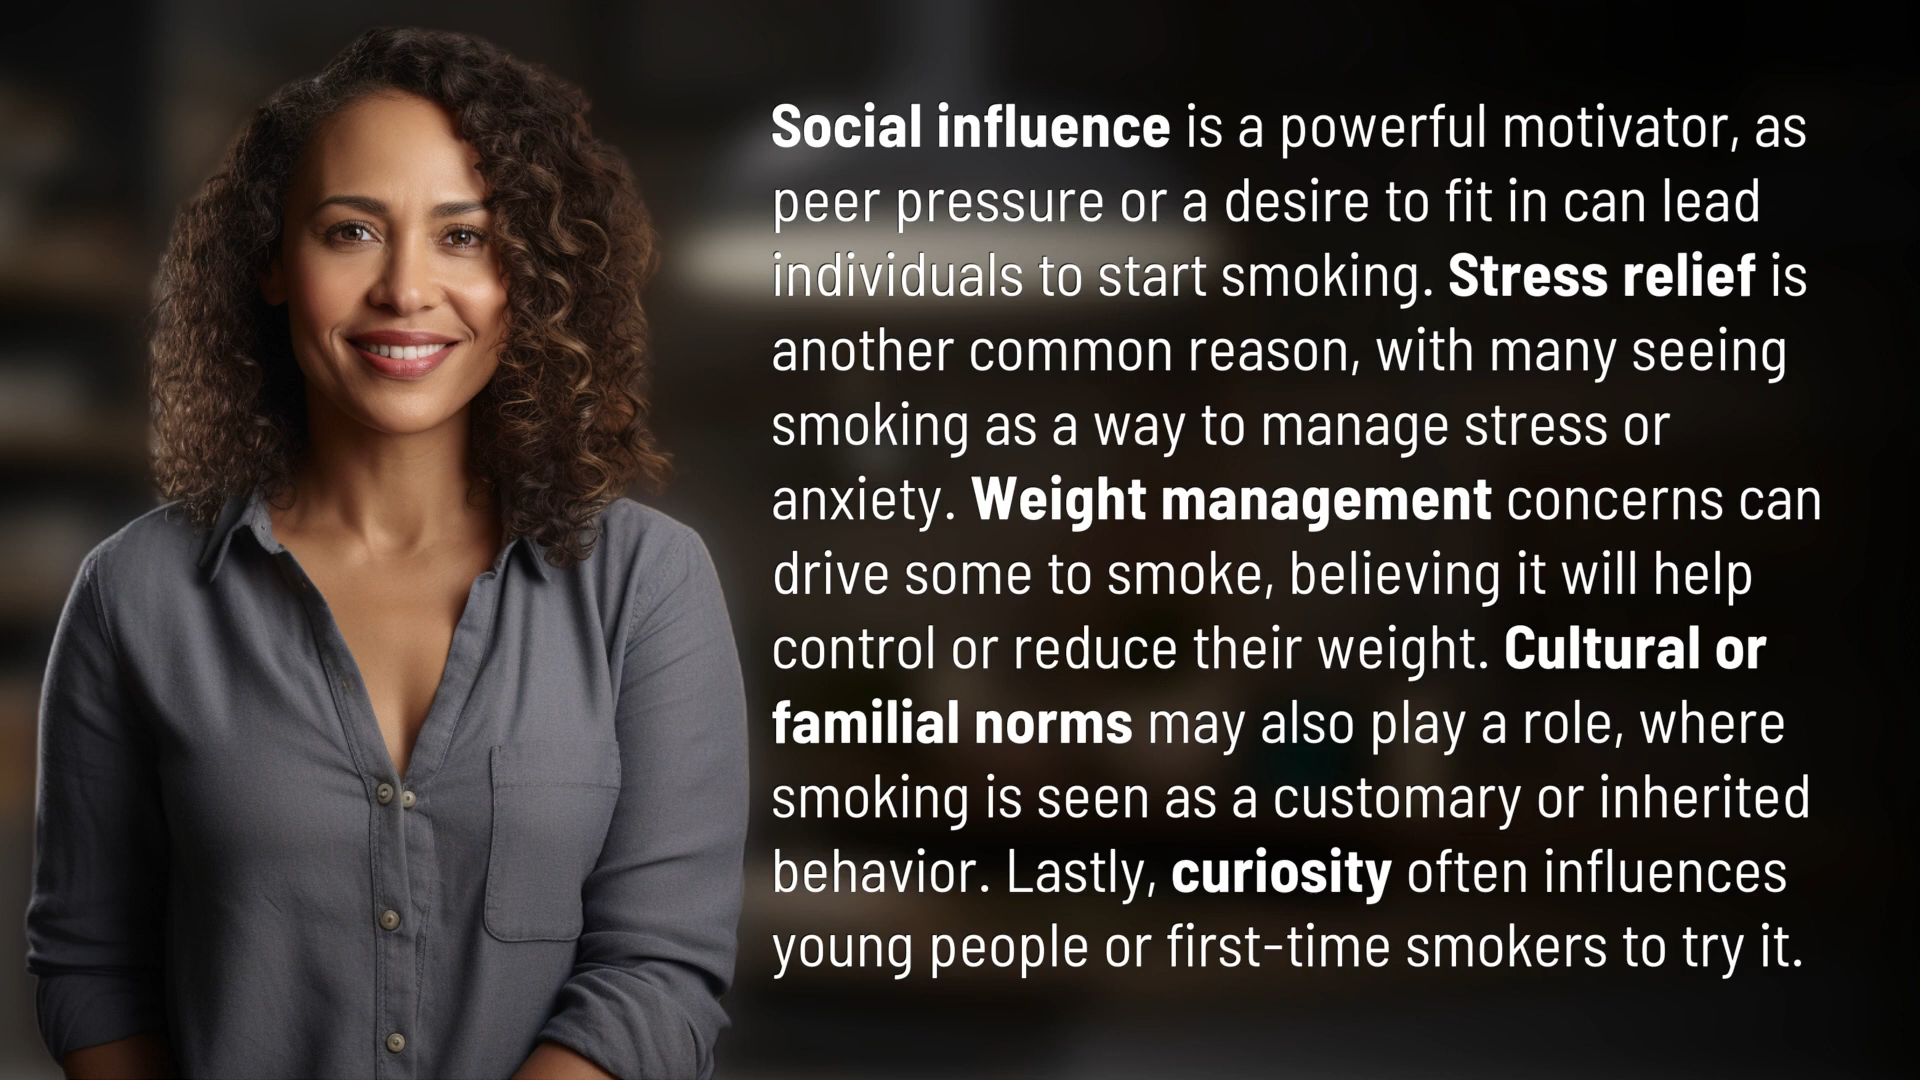 Social influence is a powerful motivator, as
peer pressure or a desire to fit in can lead
individuals to start smoking. Stress relief is
another common reason, with many seeing
smoking as a way to manage stress or
anxiety. Weight management concerns can
drive some to smoke, believing it will help
control or reduce their weight. Cultural or
familial norms may also play a role, where
smoking is seen as a customary or inherited
behavior. Lastly, curiosity often influences
young people or first-time smokers to try it.